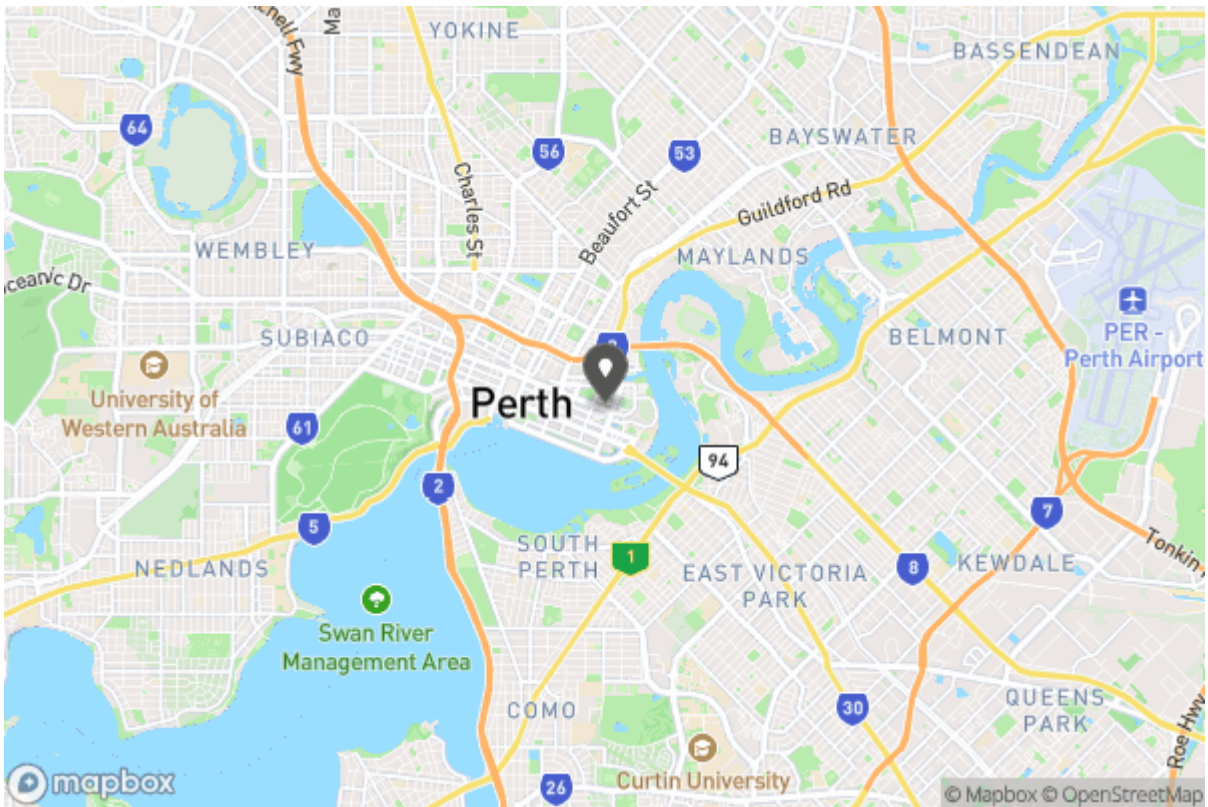 YOKINE
BASSENDEAN
Fwy
64
56
53
BAYSWATER
Charles St
Beaufort St
Guildford Rd
WEMBLEY
MAYLANDS
Oceanic Dr
SUBIACO
BELMONT
PER -
Perth Airport
University of
Western Australia
Perth
61
94
2
5
7
SOUTH
PERTH
1
EAST VICTORIA
PARK
8
KEWDALE
Tonkin
NEDLANDS
Swan River
Management Area
COMO
30
QUEENS
PARK
Roe Hwy
Curtin University
26
mapbox
© Mapbox © OpenStreetMap